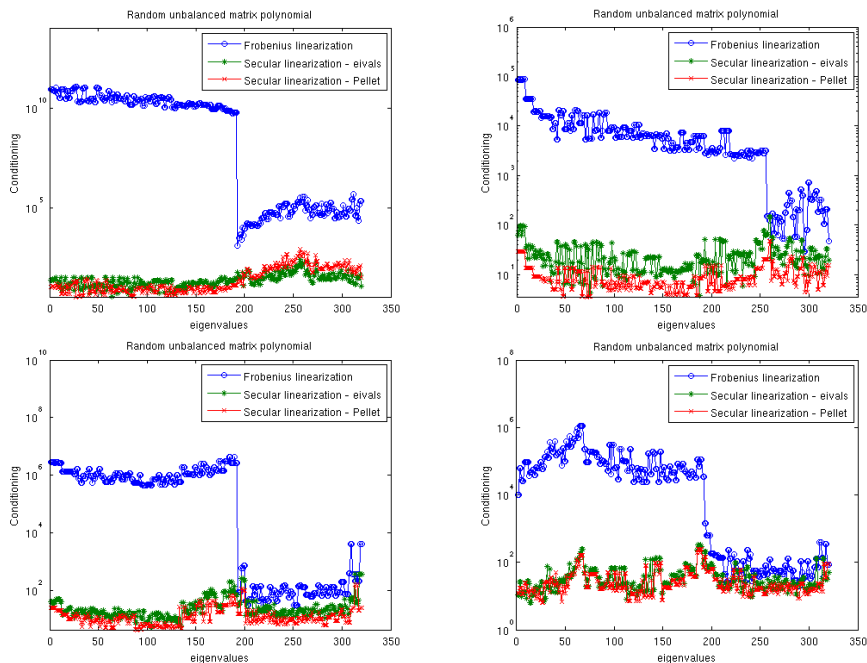 Random unbalanced matrix polynomial
Frobenius linearization
Secular linearization - eivals
Secular linearization - Pellet
Conditioning
10^10
10^5
0 50 100 150 200 250 300 350
eigenvalues
Random unbalanced matrix polynomial
Frobenius linearization
Secular linearization - eivals
Secular linearization - Pellet
Conditioning
10^6
10^5
10^4
10^3
10^2
10^1
0 50 100 150 200 250 300 350
eigenvalues
Random unbalanced matrix polynomial
Frobenius linearization
Secular linearization - eivals
Secular linearization - Pellet
Conditioning
10^10
10^8
10^6
10^4
10^2
0 50 100 150 200 250 300 350
eigenvalues
Random unbalanced matrix polynomial
Frobenius linearization
Secular linearization - eivals
Secular linearization - Pellet
Conditioning
10^8
10^6
10^4
10^2
10^0
0 50 100 150 200 250 300 350
eigenvalues